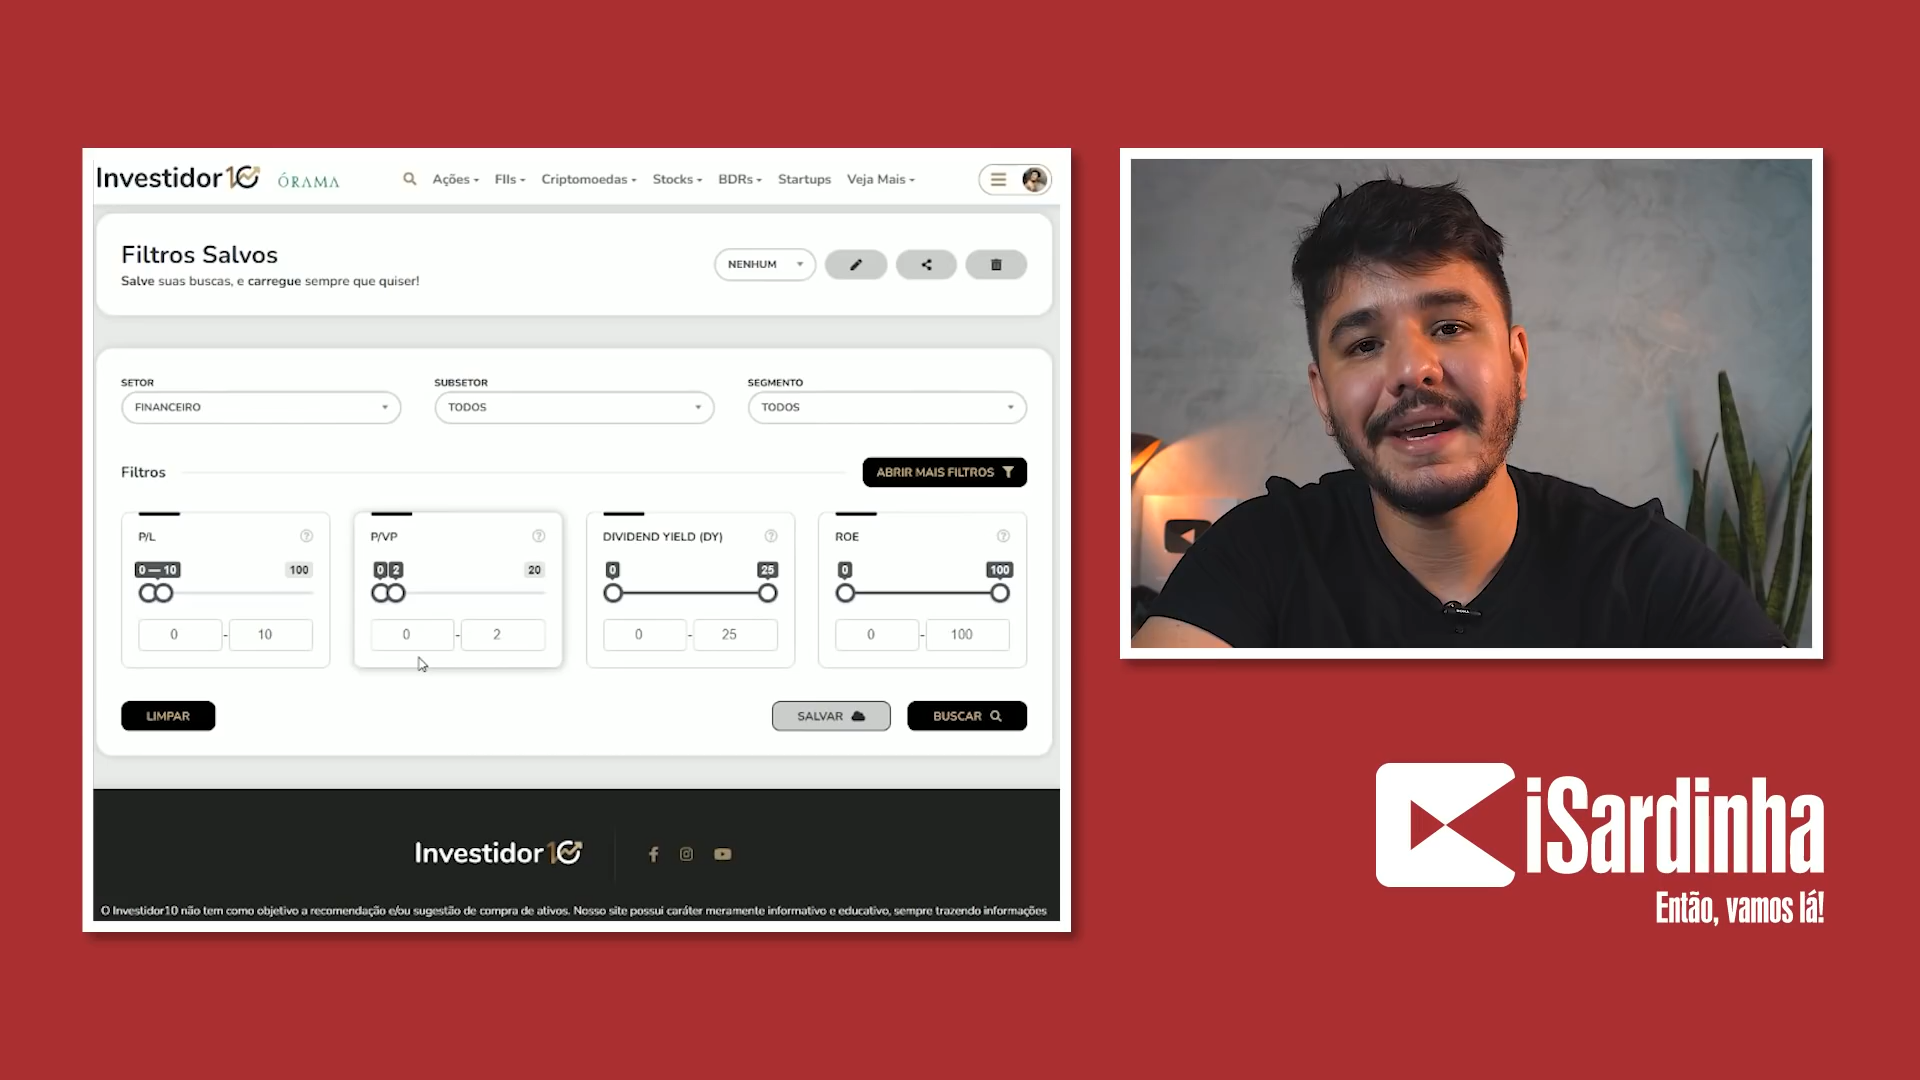 Investidor10 ÓRAMA Ações FIIs Criptomoedas Stocks BDRs Startups Veja Mais
Filtros Salvos
Salve suas buscas, e carregue sempre que quiser!
NENHUM
SETOR SUBSETOR SEGMENTO
FINANCEIRO TODOS TODOS
Filtros ABRIR MAIS FILTROS
P/L ? P/VP ? DIVIDEND YIELD (DY) ? ROE ?
0 — 10 100 0 2 20 0 25 0 100
0 - 10 0 - 2 0 - 25 0 - 100
LIMPAR SALVAR BUSCAR
Investidor10
O Investidor10 não tem como objetivo a recomendação e/ou sugestão de compra de ativos. Nosso site possui caráter meramente informativo e educativo, sempre trazendo informações
iSardinha
Então, vamos lá!